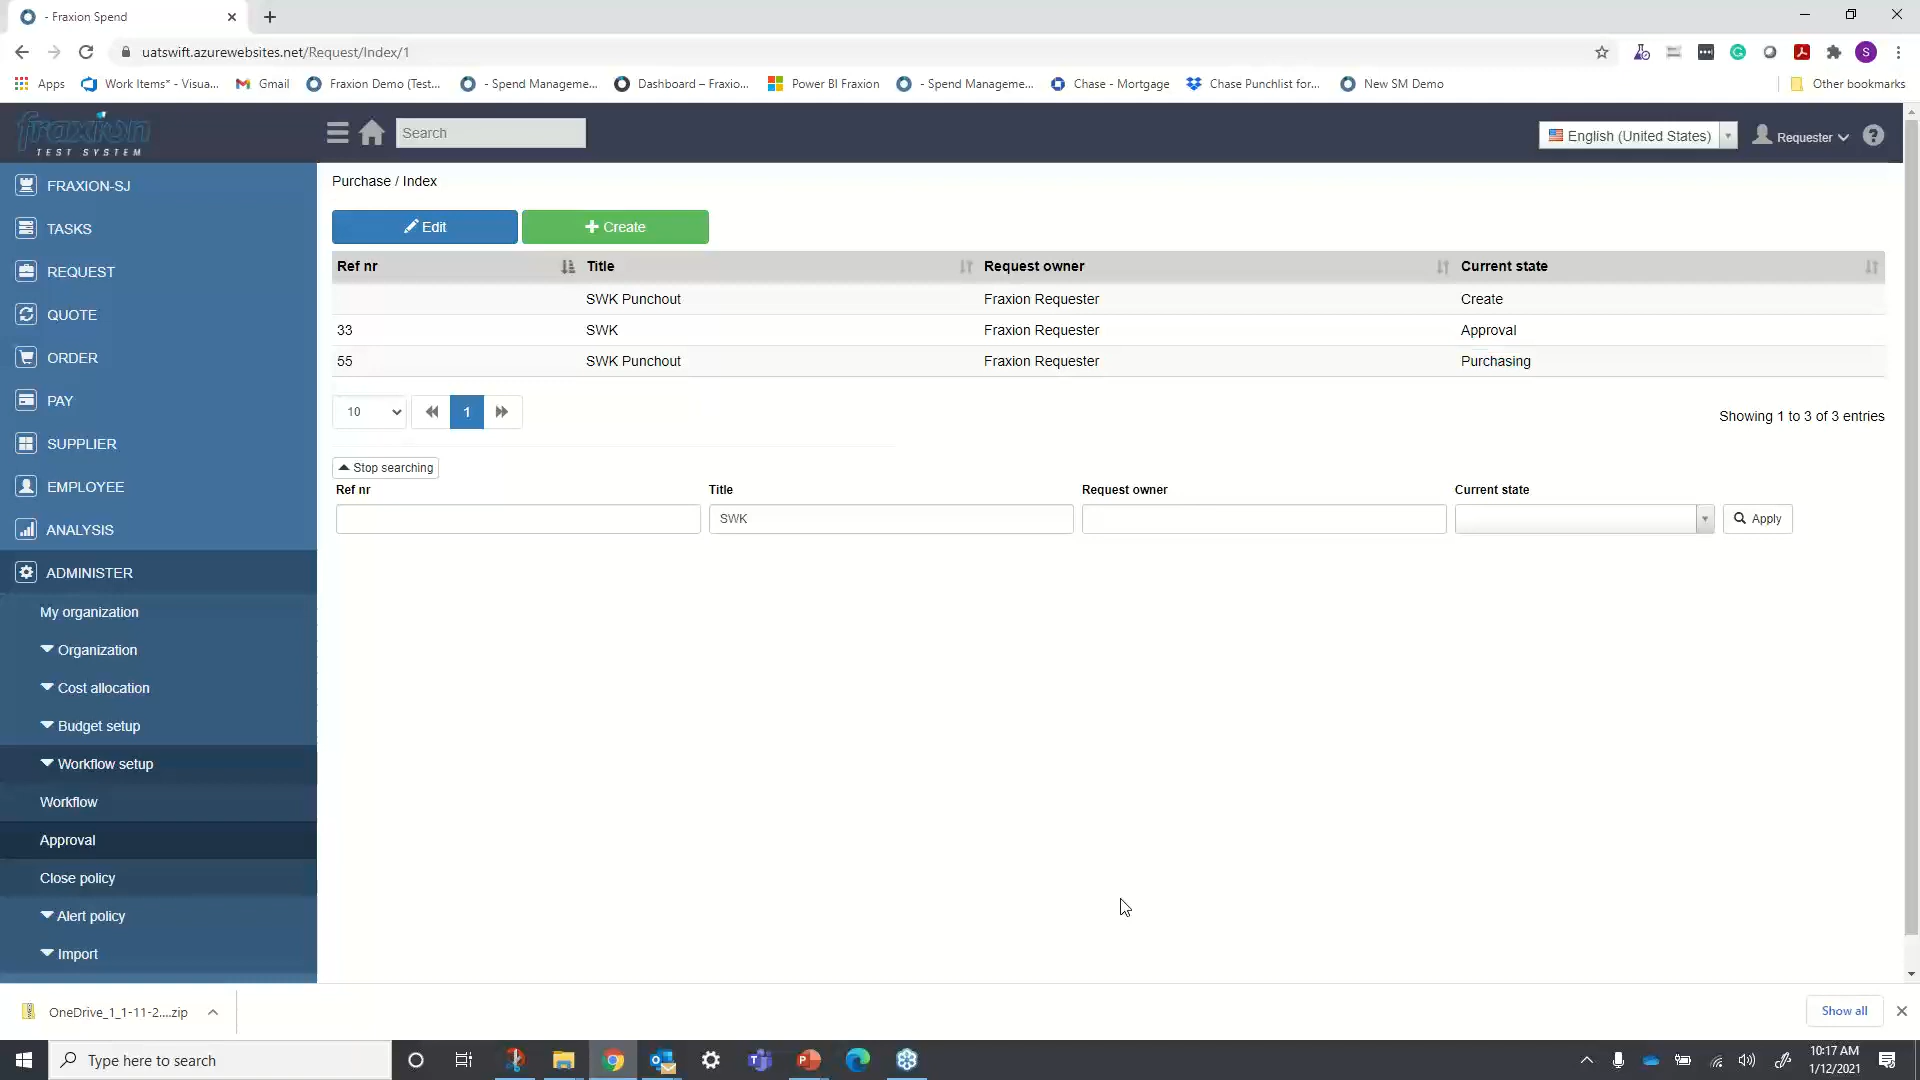 - Fraxion Spend
uatswift.azurewebsites.net/Request/Index/1
Apps
Work Items* - Visua...
Gmail
Fraxion Demo (Test...
- Spend Manageme...
Dashboard – Fraxio...
Power BI Fraxion
- Spend Manageme...
Chase - Mortgage
Chase Punchlist for...
New SM Demo
Other bookmarks
fraxion
TEST SYSTEM
Search
English (United States)
Requester
FRAXION-SJ
TASKS
REQUEST
QUOTE
ORDER
PAY
SUPPLIER
EMPLOYEE
ANALYSIS
ADMINISTER
My organization
Organization
Cost allocation
Budget setup
Workflow setup
Workflow
Approval
Close policy
Alert policy
Import
Purchase / Index
Edit
Create
Ref nr Title Request owner Current state
SWK Punchout Fraxion Requester Create
33 SWK Fraxion Requester Approval
55 SWK Punchout Fraxion Requester Purchasing
10
1
Showing 1 to 3 of 3 entries
Stop searching
Ref nr Title Request owner Current state
SWK
Apply
OneDrive_1_1-11-2....zip
Show all
Type here to search
10:17 AM
1/12/2021